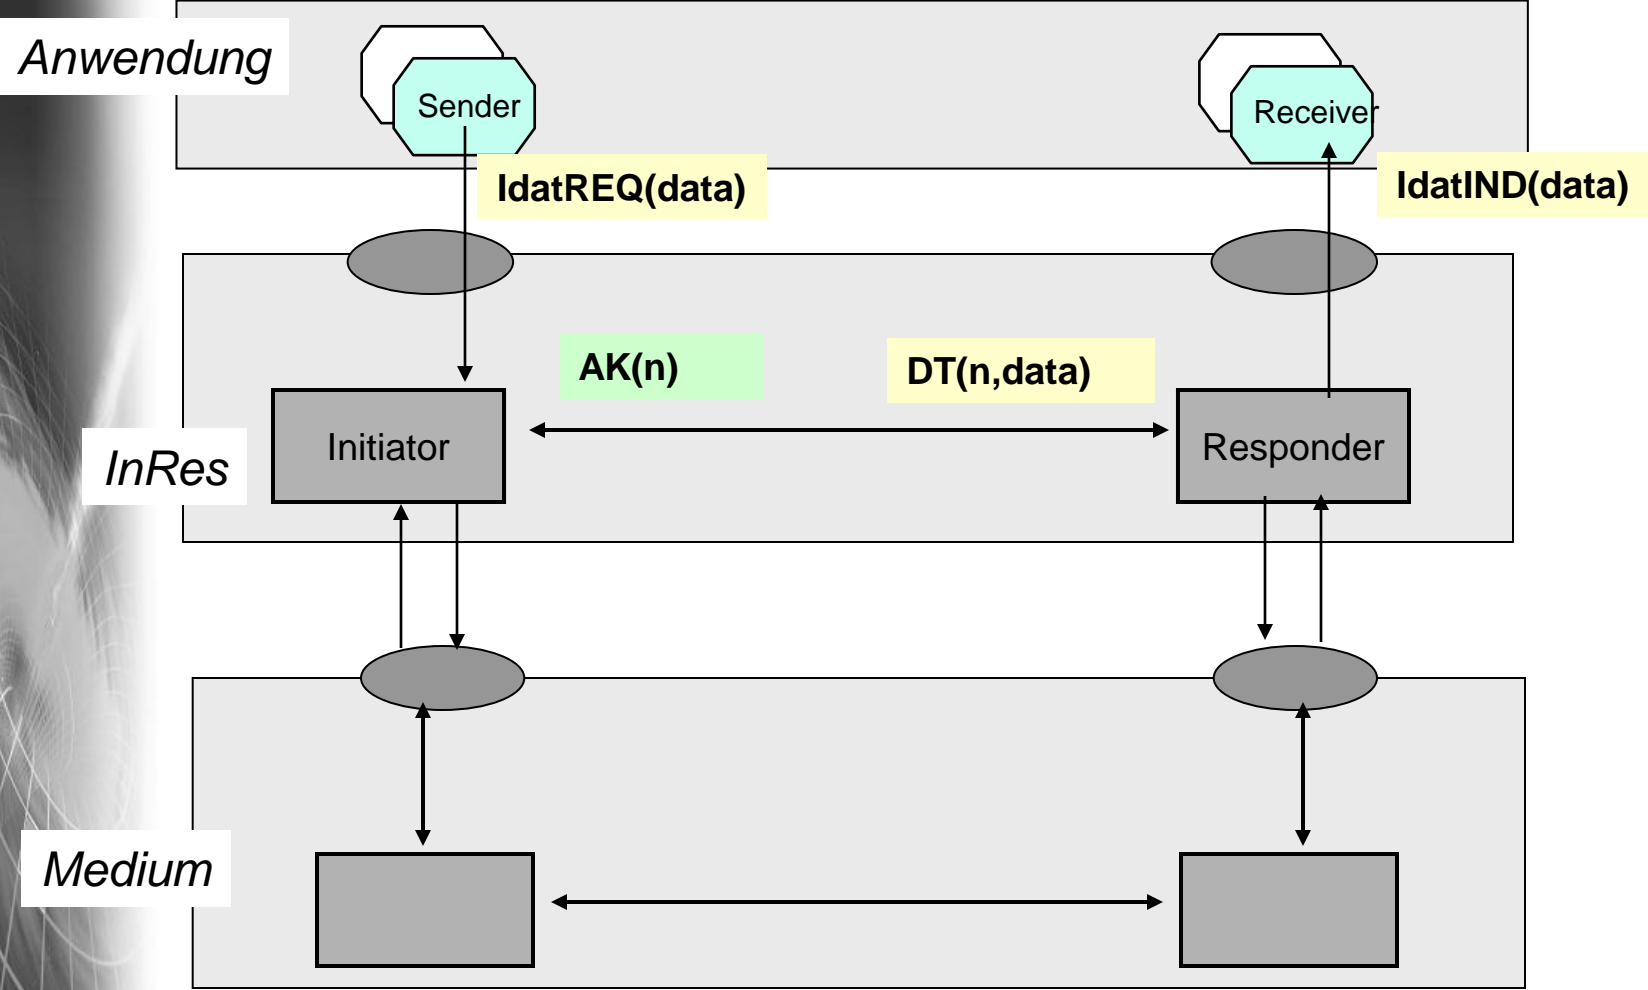 Anwendung
Sender
Receiver
IdatREQ(data)
IdatIND(data)
AK(n)
DT(n,data)
Initiator
Responder
InRes
Medium